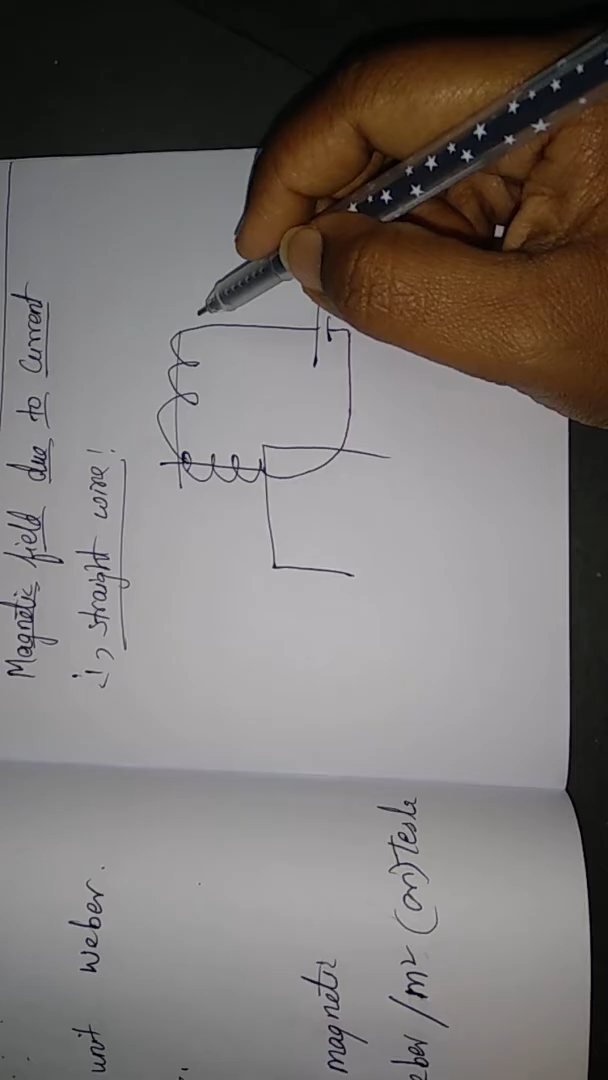 Magnetic field due to current
i, straight wire!
unit weber.
magnetic
eber/m² (or) Tesla